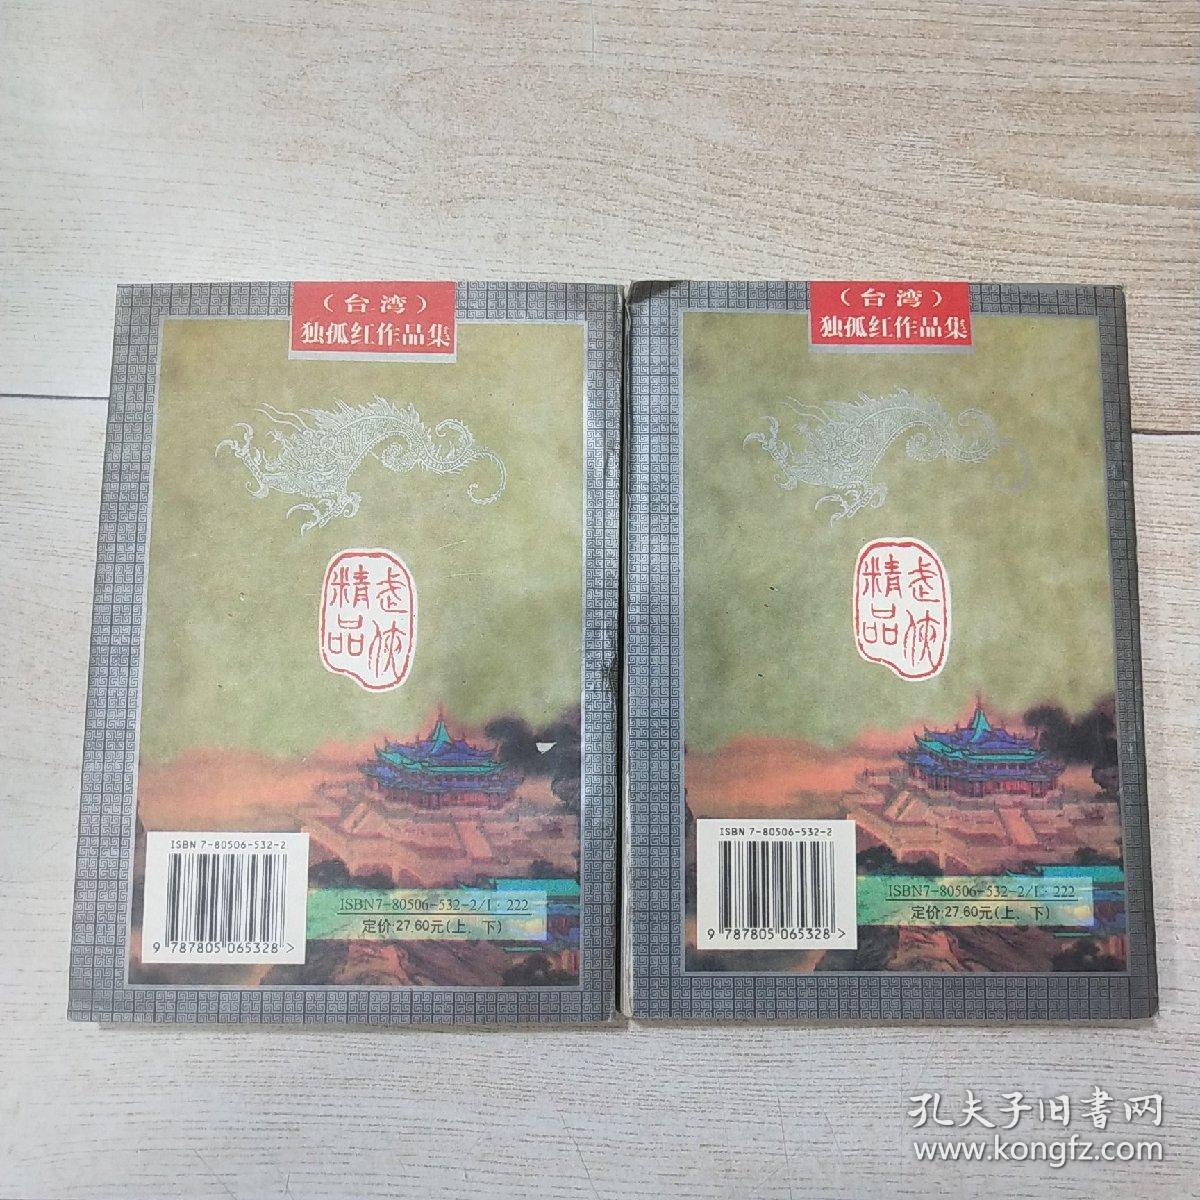 （台湾）
独孤红作品集
武侠
精品
ISBN 7-80506-532-2
9 787805 065328 >
ISBN7-80506-532-2/I·222
定价:27.60元(上、下)
（台湾）
独孤红作品集
武侠
精品
ISBN 7-80506-532-2
9 787805 065328 >
ISBN7-80506-532-2/I·222
定价:27.60元(上、下)
孔夫子旧书网
www.kongfz.com